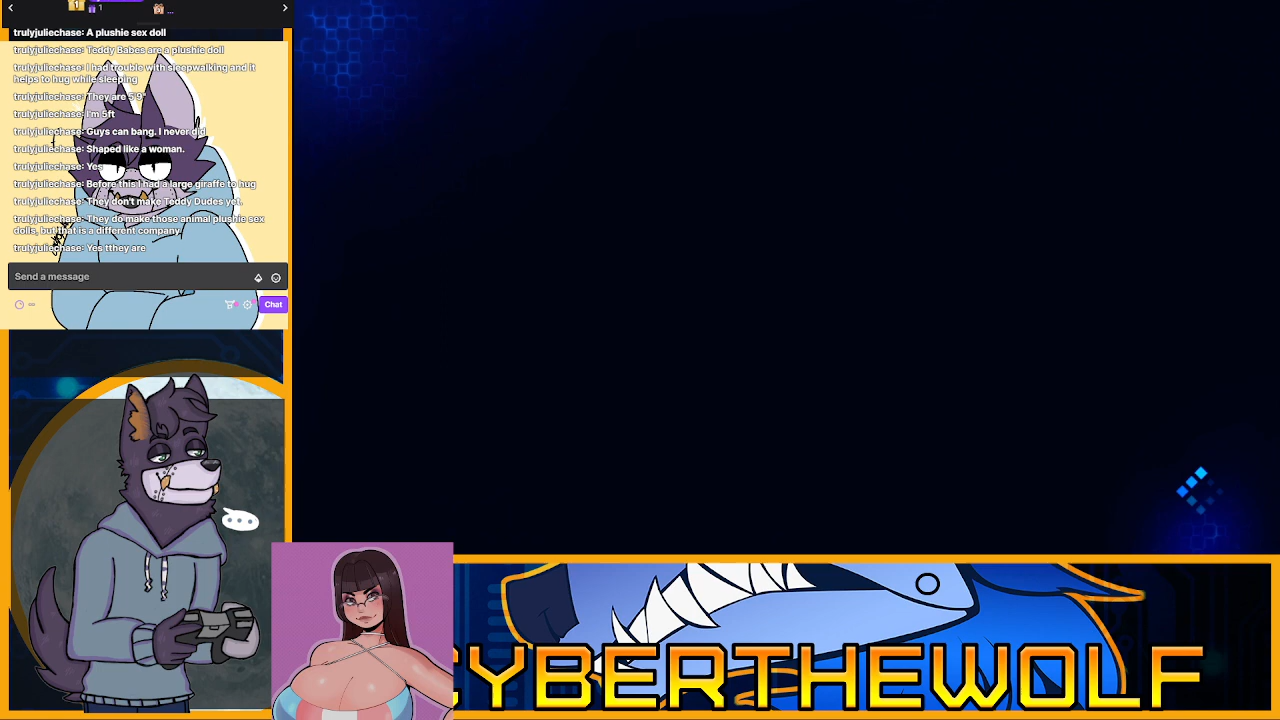 1
1
...
trulyjuliechase: A plushie sex doll
trulyjuliechase: Teddy Babes are a plushie doll
trulyjuliechase: I had trouble with sleepwalking and it
helps to hug while sleeping
trulyjuliechase: They are 5'9"
trulyjuliechase: I'm 5ft
trulyjuliechase: Guys can bang. I never did
trulyjuliechase: Shaped like a woman.
trulyjuliechase: Yes
trulyjuliechase: Before this I had a large giraffe to hug
trulyjuliechase: They don't make Teddy Dudes yet.
trulyjuliechase: They do make those animal plushie sex
dolls, but that is a different company
trulyjuliechase: Yes tthey are
Send a message
Chat
CYBERTHEWOLF